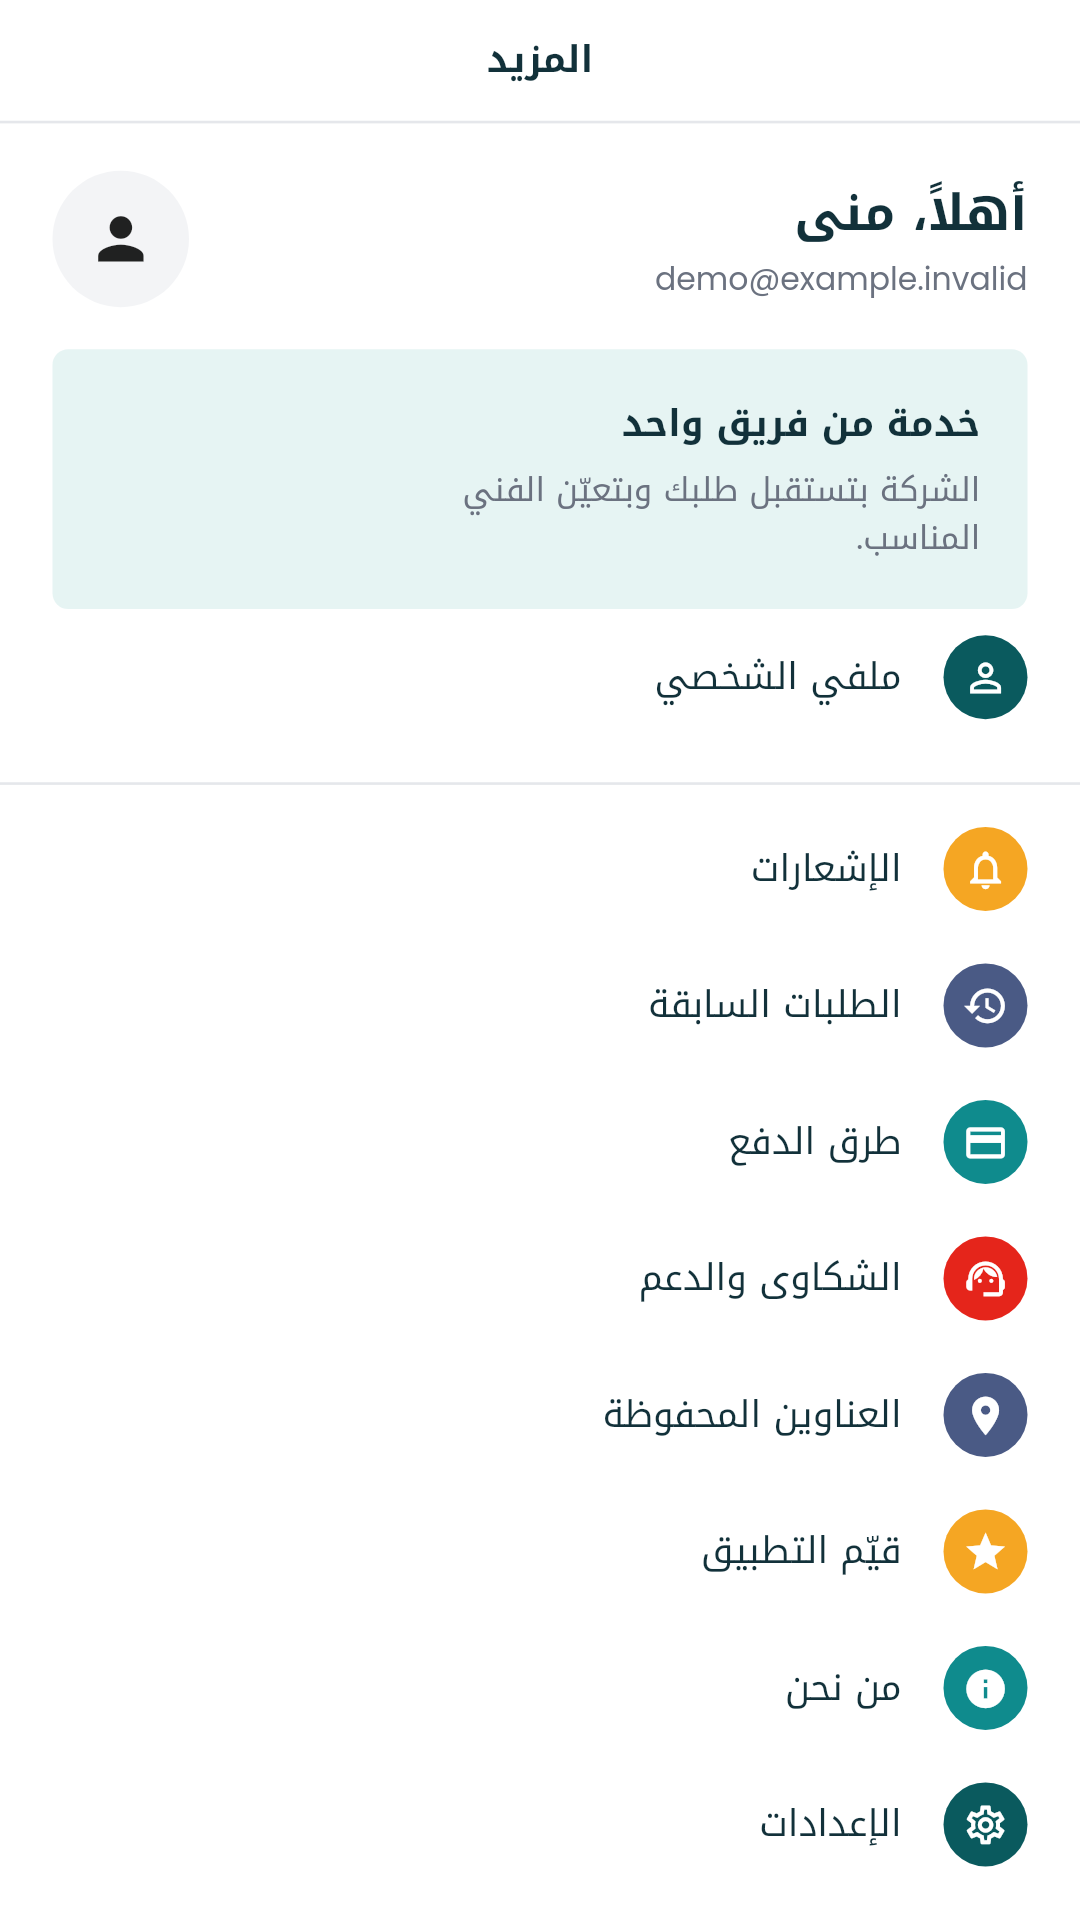 المزيد
أهلاً، منى
demo@example.invalid
خدمة من فريق واحد
الشركة بتستقبل طلبك وبتعيّن الفني
المناسب.
ملفي الشخصي
الإشعارات
الطلبات السابقة
طرق الدفع
الشكاوى والدعم
العناوين المحفوظة
قيّم التطبيق
من نحن
الإعدادات